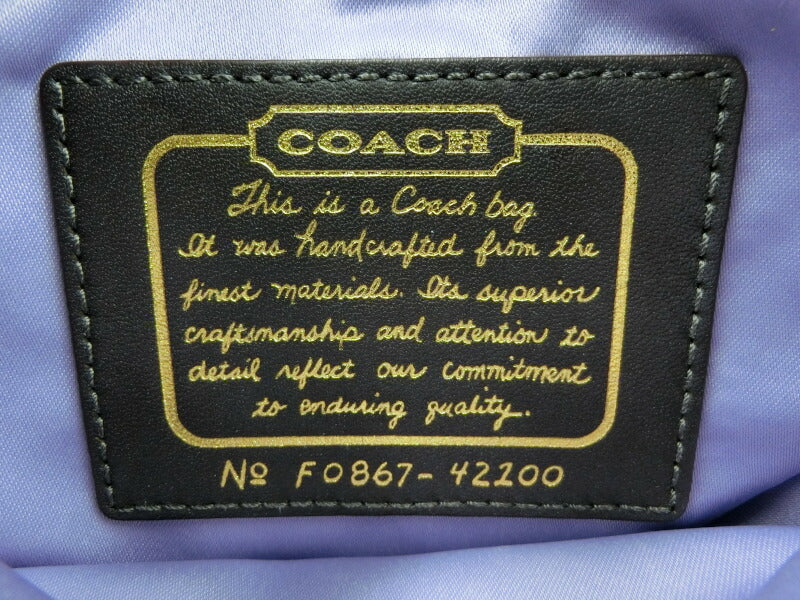 COACH
This is a Coach bag.
It was handcrafted from the
finest materials. Its superior
craftsmanship and attention to
detail reflect our commitment
to enduring quality.
Nº F0867-42100